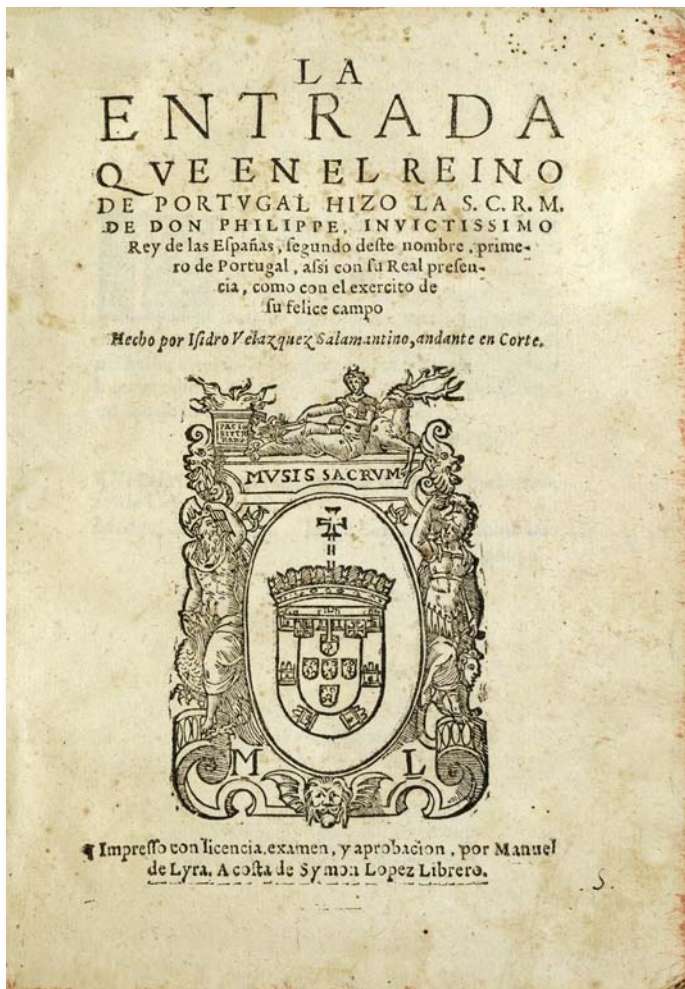 LA
ENTRADA
QVE EN EL REINO
DE PORTVGAL HIZO LA S.C.R.M.
DE DON PHILIPPE, INVICTISSIMO
Rey de las Eſpañas, ſegundo deſte nombre, prime-
ro de Portugal, aſsi con ſu Real preſen-
cia, como con el exercito de
ſu felice campo
Hecho por Iſidro Velazquez Salamantino, andante en Corte.
MVSIS SACRVM
M L
¶ Impreſſo con licencia, examen, y aprobacion, por Manuel
de Lyra. A coſta de Symon Lopez Librero.